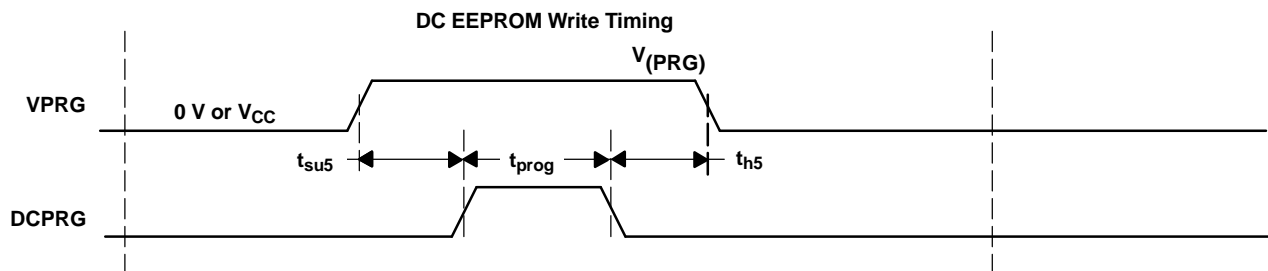 DC EEPROM Write Timing
V(PRG)
VPRG
0 V or VCC
tsu5
tprog
th5
DCPRG